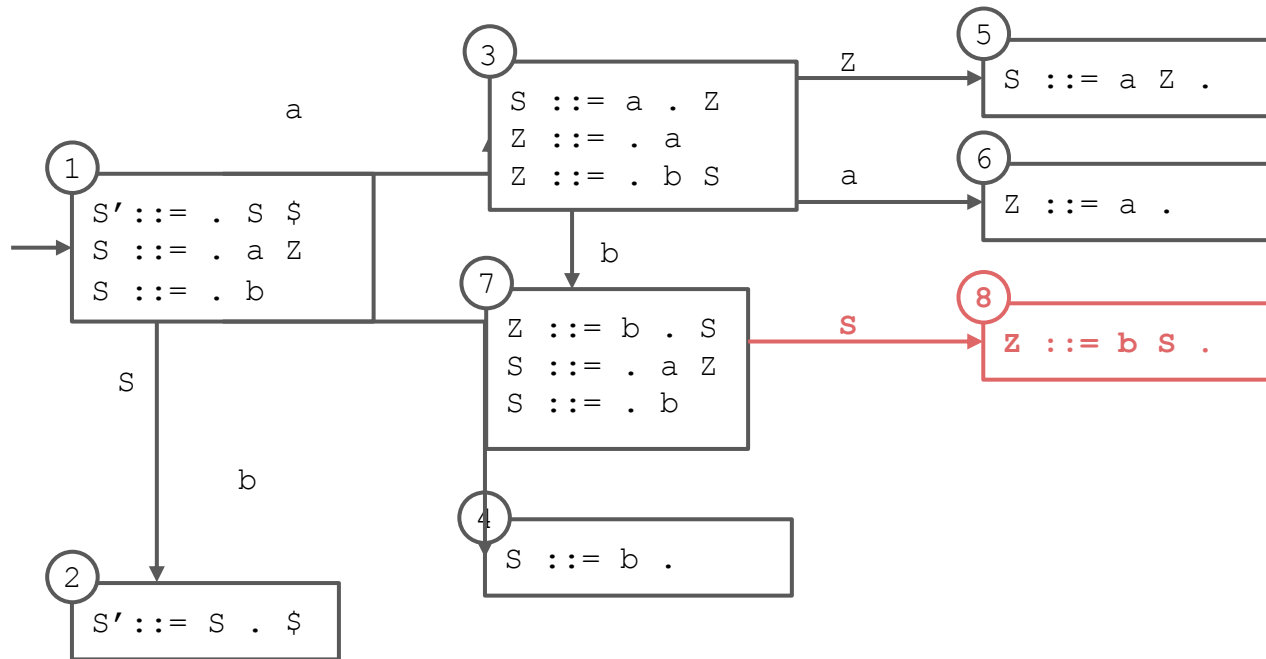 1
S′::= . S $
S ::= . a Z
S ::= . b
a
3
S ::= a . Z
Z ::= . a
Z ::= . b S
Z
5
S ::= a Z .
a
6
Z ::= a .
b
7
Z ::= b . S
S ::= . a Z
S ::= . b
S
8
Z ::= b S .
S
b
4
S ::= b .
2
S′::= S . $